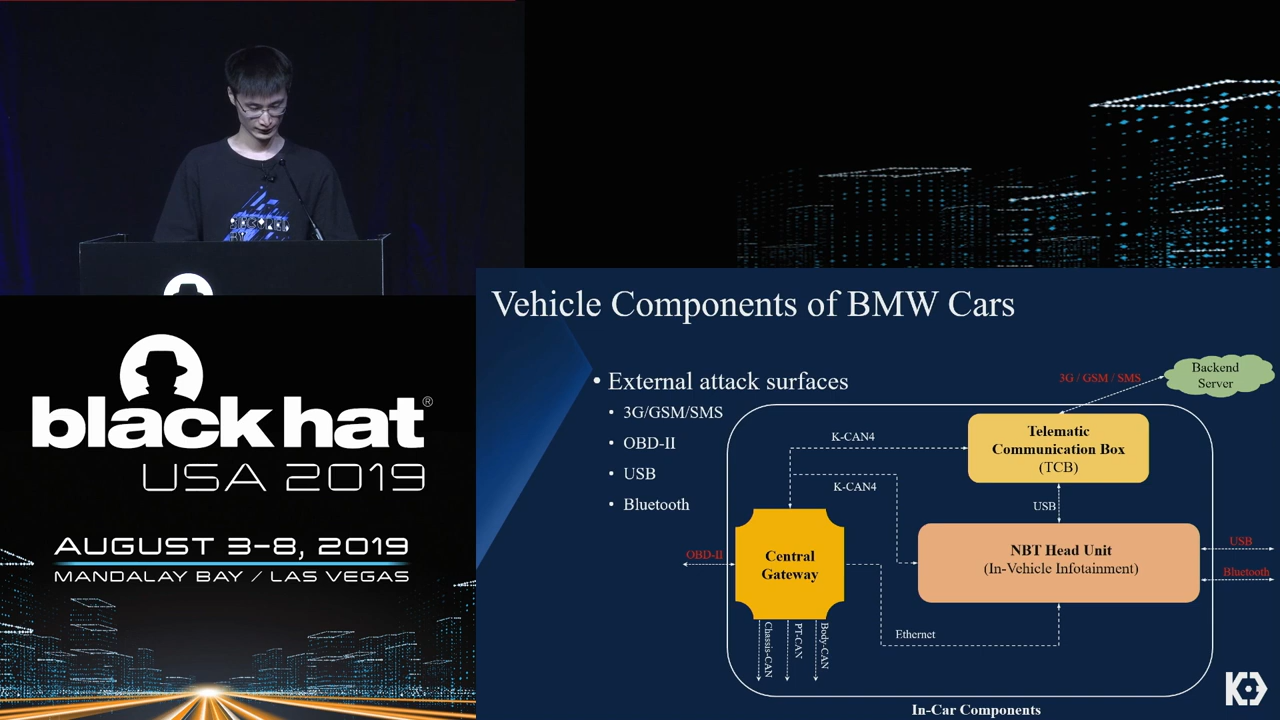 black hat®
USA 2019
AUGUST 3-8, 2019
MANDALAY BAY / LAS VEGAS
Vehicle Components of BMW Cars
• External attack surfaces
• 3G/GSM/SMS
• OBD-II
• USB
• Bluetooth
3G / GSM / SMS
Backend
Server
K-CAN4
Telematic
Communication Box
(TCB)
K-CAN4
USB
OBD-II
Central
Gateway
NBT Head Unit
(In-Vehicle Infotainment)
USB
Bluetooth
Ethernet
Chassis-CAN
PT-CAN
Body-CAN
In-Car Components